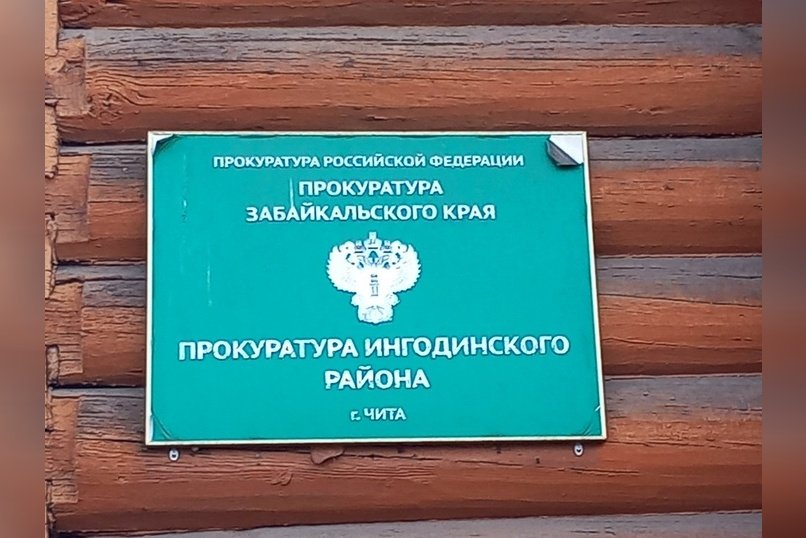 ПРОКУРАТУРА РОССИЙСКОЙ ФЕДЕРАЦИИ
ПРОКУРАТУРА
ЗАБАЙКАЛЬСКОГО КРАЯ
ПРОКУРАТУРА ИНГОДИНСКОГО
РАЙОНА
г. ЧИТА